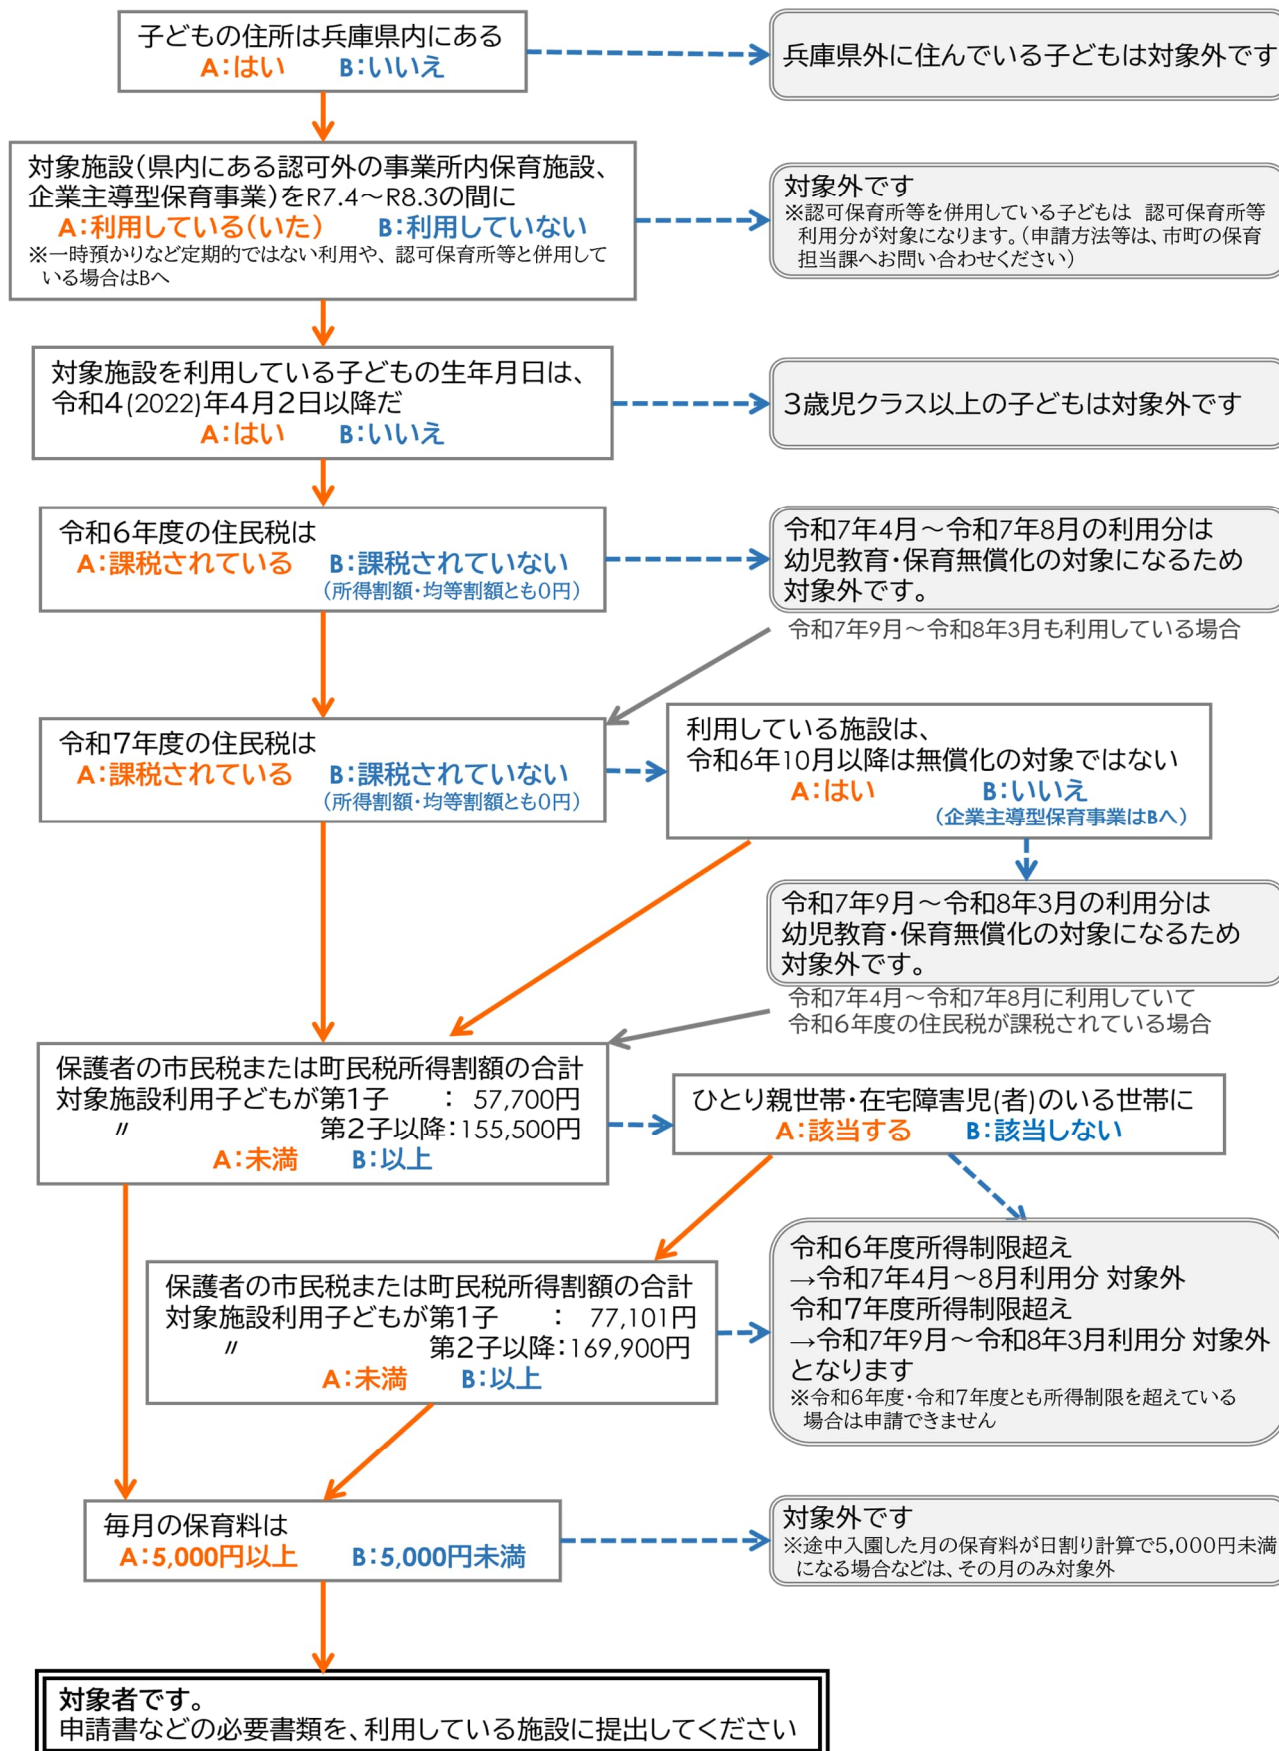 子どもの住所は兵庫県内にある
A:はい B:いいえ
兵庫県外に住んでいる子どもは対象外です
対象施設(県内にある認可外の事業所内保育施設、
企業主導型保育事業)をR7.4～R8.3の間に
A:利用している(いた) B:利用していない
※一時預かりなど定期的ではない利用や、認可保育所等と併用して
いる場合はBへ
対象外です
※認可保育所等を併用している子どもは 認可保育所等
利用分が対象になります。(申請方法等は、市町の保育
担当課へお問い合わせください)
対象施設を利用している子どもの生年月日は、
令和4(2022)年4月2日以降だ
A:はい B:いいえ
3歳児クラス以上の子どもは対象外です
令和6年度の住民税は
A:課税されている B:課税されていない
(所得割額・均等割額とも0円)
令和7年4月～令和7年8月の利用分は
幼児教育・保育無償化の対象になるため
対象外です。
令和7年9月～令和8年3月も利用している場合
令和7年度の住民税は
A:課税されている B:課税されていない
(所得割額・均等割額とも0円)
利用している施設は、
令和6年10月以降は無償化の対象ではない
A:はい B:いいえ
(企業主導型保育事業はBへ)
令和7年9月～令和8年3月の利用分は
幼児教育・保育無償化の対象になるため
対象外です。
令和7年4月～令和7年8月に利用していて
令和6年度の住民税が課税されている場合
保護者の市民税または町民税所得割額の合計
対象施設利用子どもが第1子 : 57,700円
〃 第2子以降:155,500円
A:未満 B:以上
ひとり親世帯・在宅障害児(者)のいる世帯に
A:該当する B:該当しない
保護者の市民税または町民税所得割額の合計
対象施設利用子どもが第1子 : 77,101円
〃 第2子以降:169,900円
A:未満 B:以上
令和6年度所得制限超え
→令和7年4月～8月利用分 対象外
令和7年度所得制限超え
→令和7年9月～令和8年3月利用分 対象外
となります
※令和6年度・令和7年度とも所得制限を超えている
場合は申請できません
毎月の保育料は
A:5,000円以上 B:5,000円未満
対象外です
※途中入園した月の保育料が日割り計算で5,000円未満
になる場合などは、その月のみ対象外
対象者です。
申請書などの必要書類を、利用している施設に提出してください